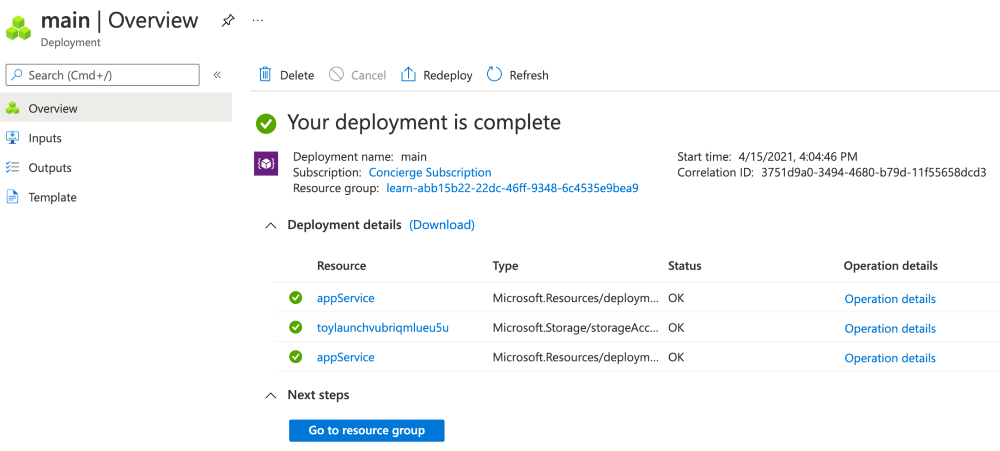 main | Overview ...
Deployment
Search (Cmd+/) «
Overview
Inputs
Outputs
Template
Delete Cancel Redeploy Refresh
Your deployment is complete
Deployment name: main
Subscription: Concierge Subscription
Resource group: learn-abb15b22-22dc-46ff-9348-6c4535e9bea9
Start time: 4/15/2021, 4:04:46 PM
Correlation ID: 3751d9a0-3494-4680-b79d-11f55658dcd3
Deployment details (Download)
Resource Type Status Operation details
appService Microsoft.Resources/deploym... OK Operation details
toylaunchvubriqmlueu5u Microsoft.Storage/storageAcc... OK Operation details
appService Microsoft.Resources/deploym... OK Operation details
Next steps
Go to resource group